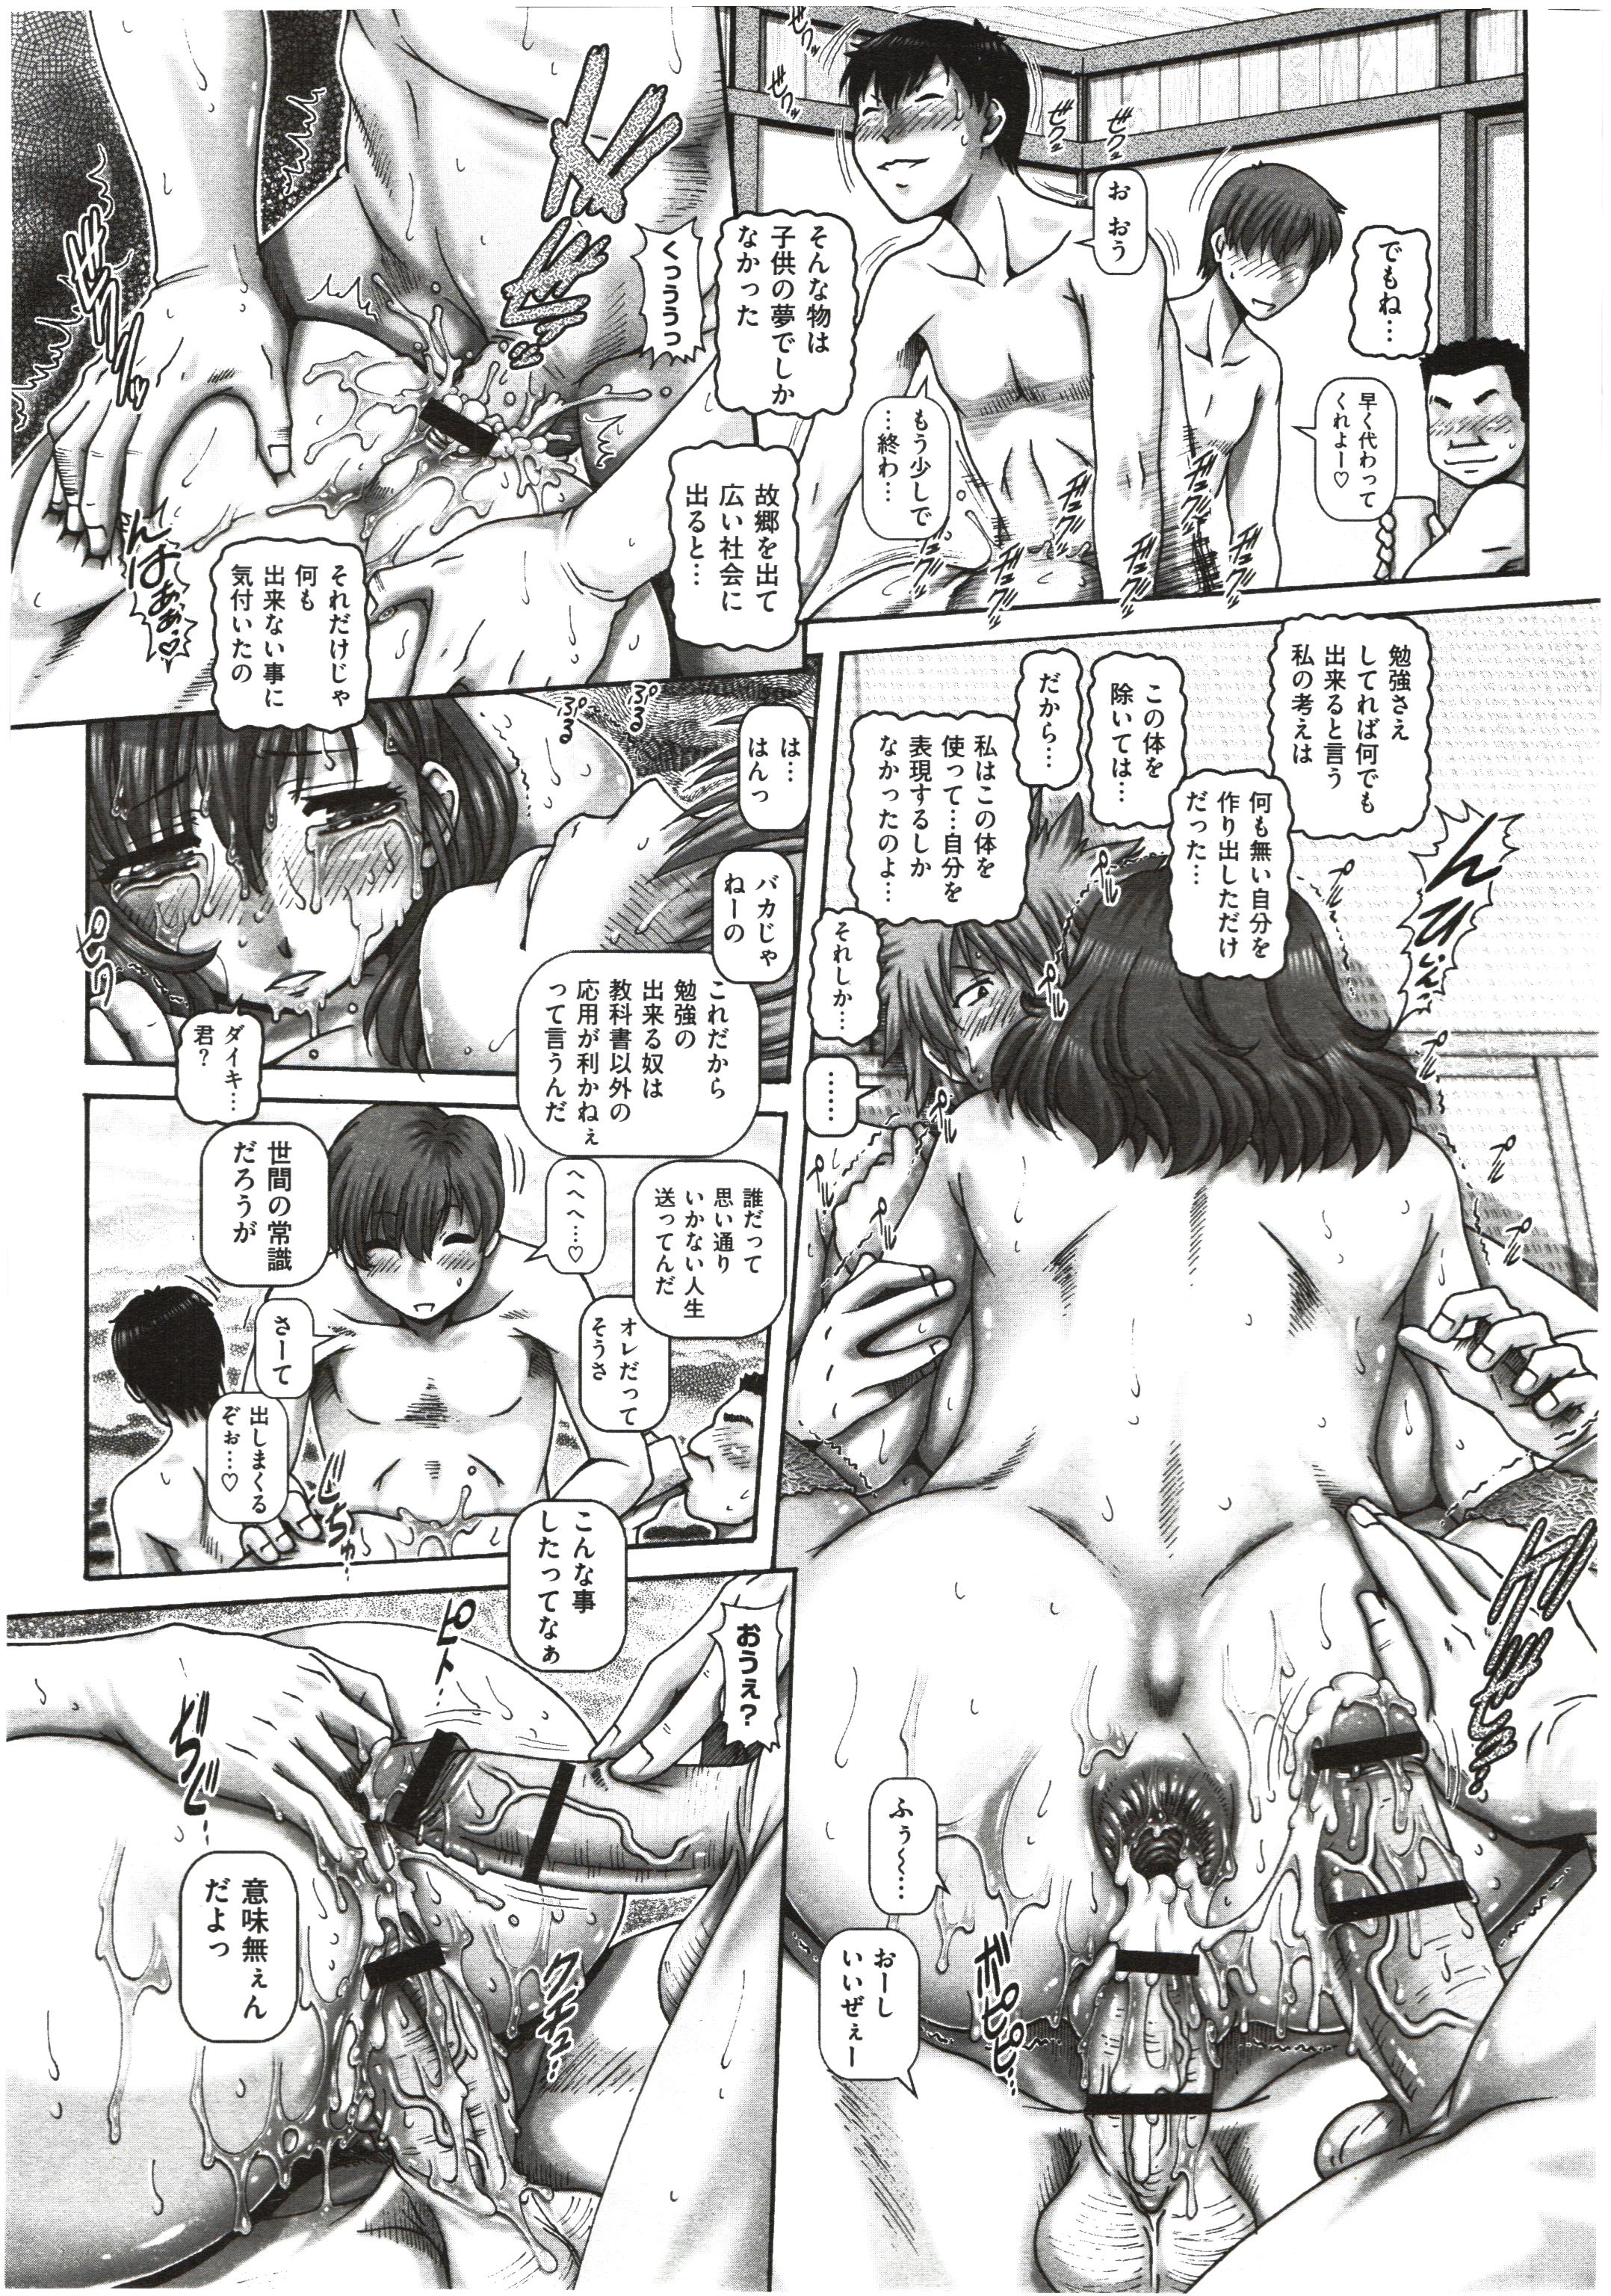 でもね…
早く代わって
くれよー♡
お おう
もう少しで
…終わ…
そんな物は
子供の夢でしか
なかった
くっううっ
故郷を出て
広い社会に
出ると…
それだけじゃ
何も
出来ない事に
気付いたの
んはぁぁ♡
勉強さえ
してれば何でも
出来ると言う
私の考えは
何も無い自分を
作り出しただけ
だった…
この体を
除いては…
だから…
私はこの体を
使って…自分を
表現するしか
なかったのよ…
それしか…
……
んひぃ
ふぅ～……
おーし
いいぜぇー
は…
はんっ
バカじゃ
ねーの
これだから
勉強の
出来る奴は
教科書以外の
応用が利かねぇ
って言うんだ
ダイキ…
君?
誰だって
思い通り
いかない人生
送ってんだ
オレだって
そうさ
へへへ…♡
世間の常識
だろうが
さーて
出しまくる
ぞぉ…♡
こんな事
したってなぁ
おうぇ?
意味無ぇん
だよっ